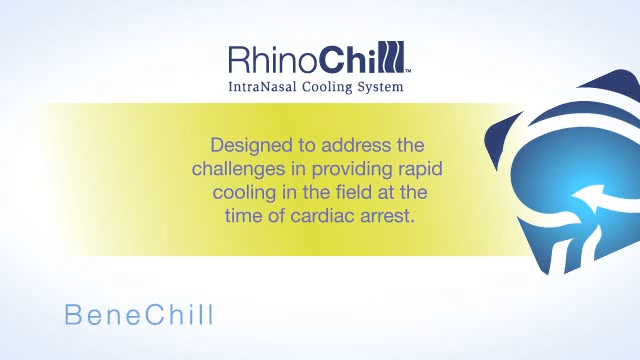 RhinoChill™
IntraNasal Cooling System
Designed to address the
challenges in providing rapid
cooling in the field at the
time of cardiac arrest.
BeneChill